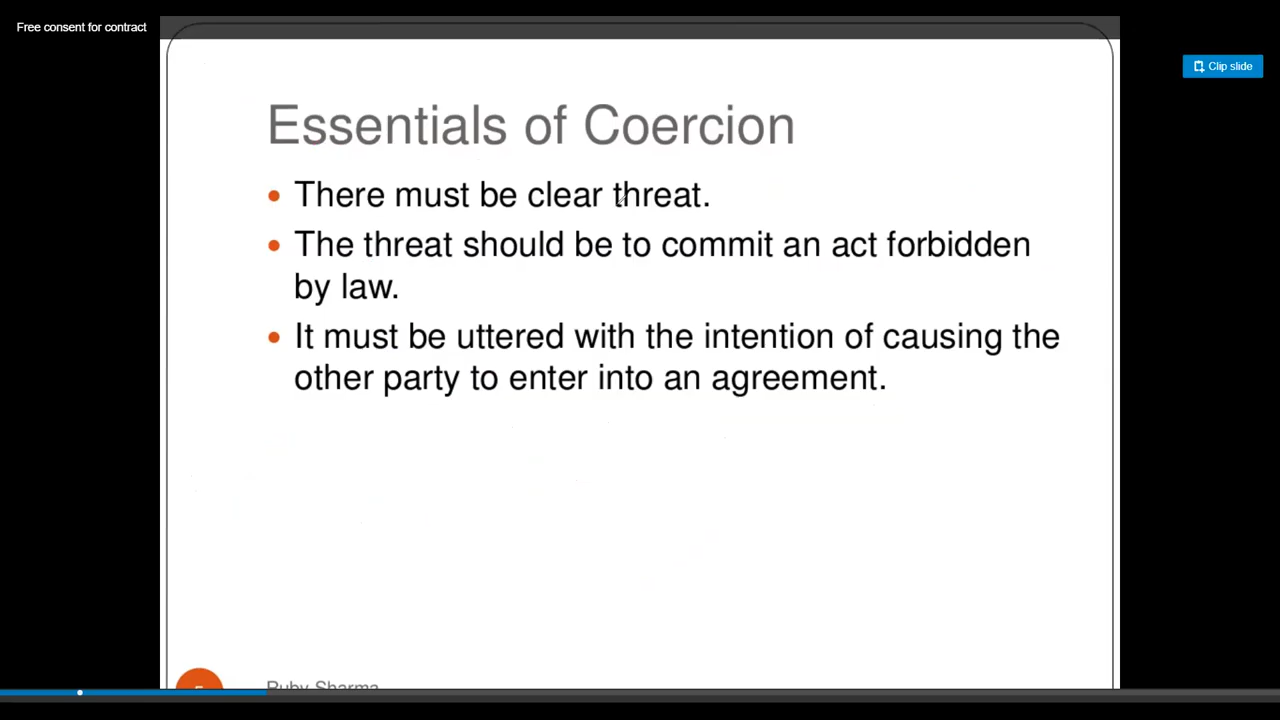 Free consent for contract
Clip slide
Essentials of Coercion
• There must be clear threat.
• The threat should be to commit an act forbidden
by law.
• It must be uttered with the intention of causing the
other party to enter into an agreement.
Ruby Sharma